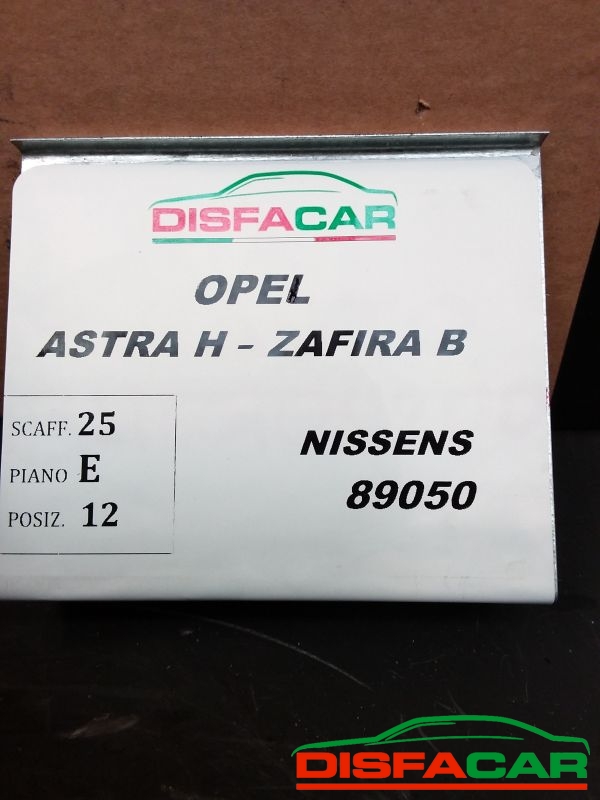 DISFACAR
OPEL
ASTRA H – ZAFIRA B
SCAFF. 25
PIANO E
POSIZ. 12
NISSENS
89050
DISFACAR